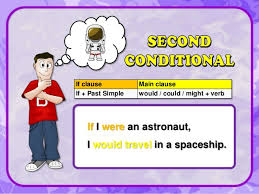 SECOND
CONDITIONAL
If clause Main clause
If + Past Simple would / could / might + verb
If I were an astronaut,
I would travel in a spaceship.